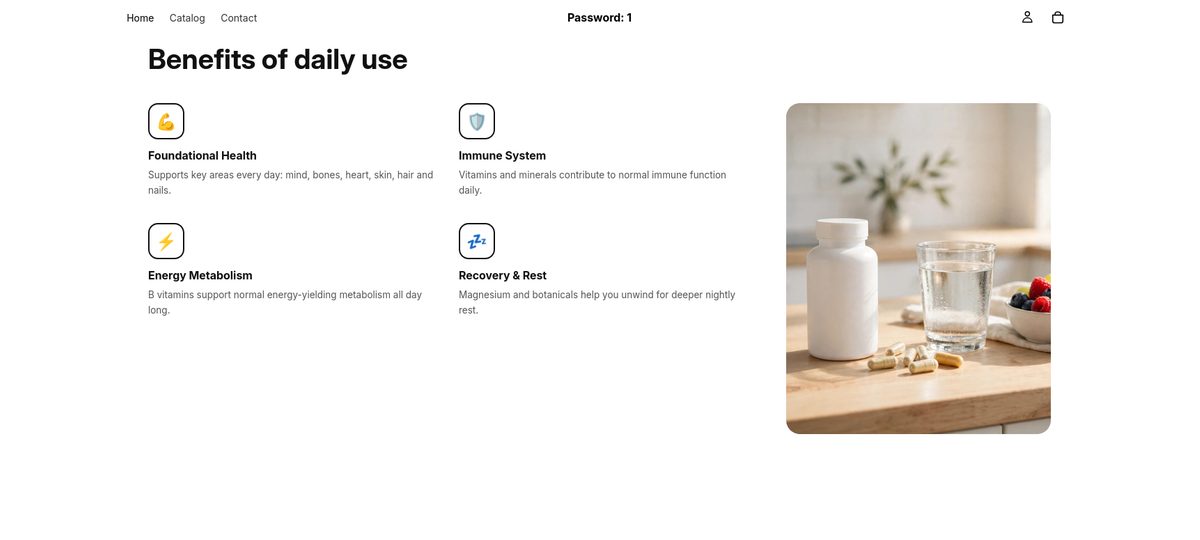 Home Catalog Contact
Password: 1
Benefits of daily use
Foundational Health
Supports key areas every day: mind, bones, heart, skin, hair and
nails.
Immune System
Vitamins and minerals contribute to normal immune function
daily.
Energy Metabolism
B vitamins support normal energy-yielding metabolism all day
long.
Recovery & Rest
Magnesium and botanicals help you unwind for deeper nightly
rest.